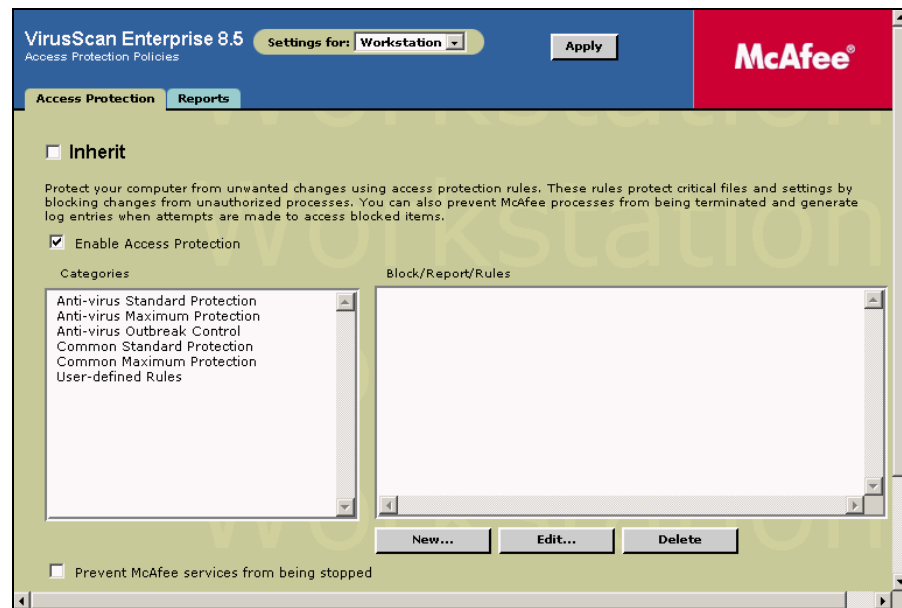 VirusScan Enterprise 8.5
Settings for: Workstation
Apply
McAfee®
Access Protection Policies
Access Protection
Reports
Inherit
Protect your computer from unwanted changes using access protection rules. These rules protect critical files and settings by
blocking changes from unauthorized processes. You can also prevent McAfee processes from being terminated and generate
log entries when attempts are made to access blocked items.
Enable Access Protection
Categories
Block/Report/Rules
Anti-virus Standard Protection
Anti-virus Maximum Protection
Anti-virus Outbreak Control
Common Standard Protection
Common Maximum Protection
User-defined Rules
New...
Edit...
Delete
Prevent McAfee services from being stopped
Workstation